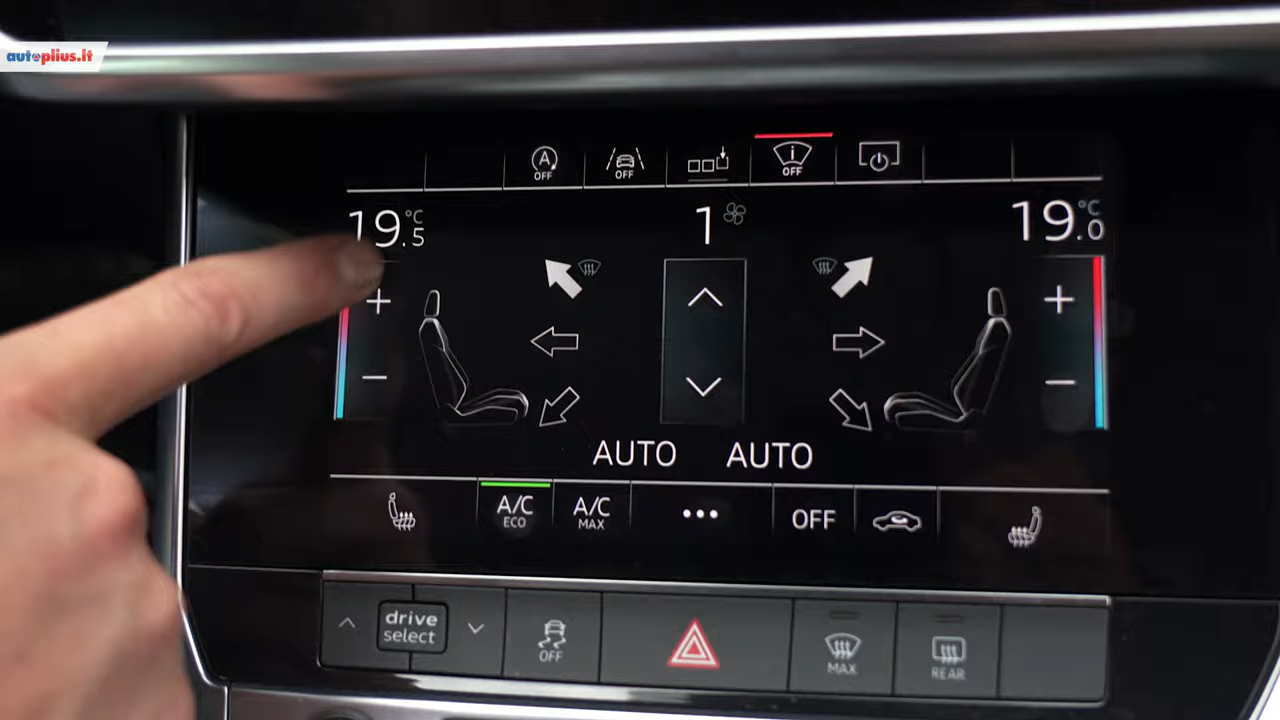 autoplius.lt
A
OFF
OFF
i
OFF
19.5 °C
1
19.0 °C
AUTO AUTO
A/C
ECO
A/C
MAX
OFF
drive
select
OFF
MAX
REAR